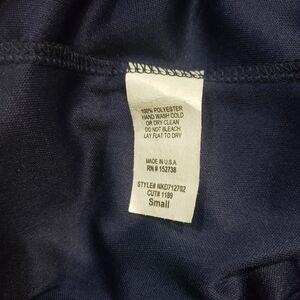 100% POLYESTER
HAND WASH COLD
OR DRY CLEAN
DO NOT BLEACH
LAY FLAT TO DRY
MADE IN U.S.A.
RN # 152738
STYLE# NKD712702
CUT# 1189
Small